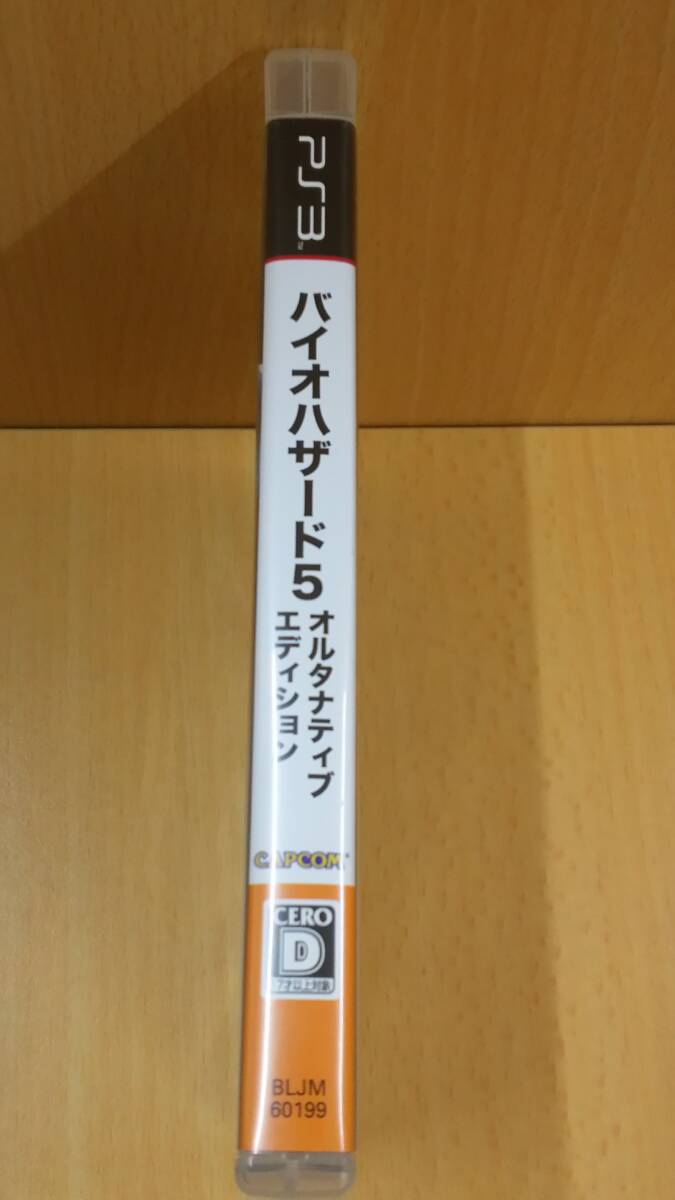 PS3
バイオハザード5
オルタナティブ
エディション
CAPCOM
CERO
D
17才以上対象
BLJM
60199